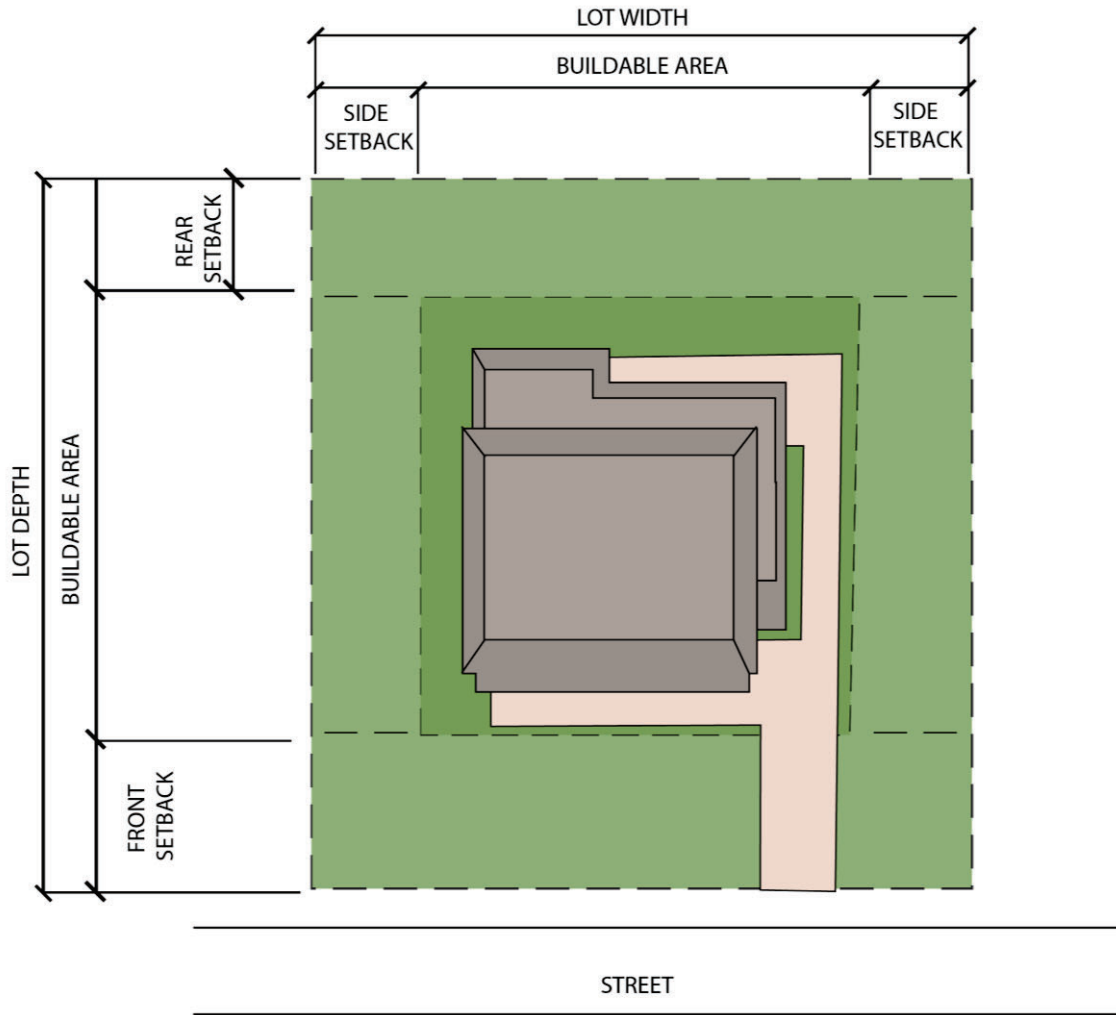 LOT WIDTH
BUILDABLE AREA
SIDE
SETBACK
SIDE
SETBACK
REAR
SETBACK
LOT DEPTH
BUILDABLE AREA
FRONT
SETBACK
STREET